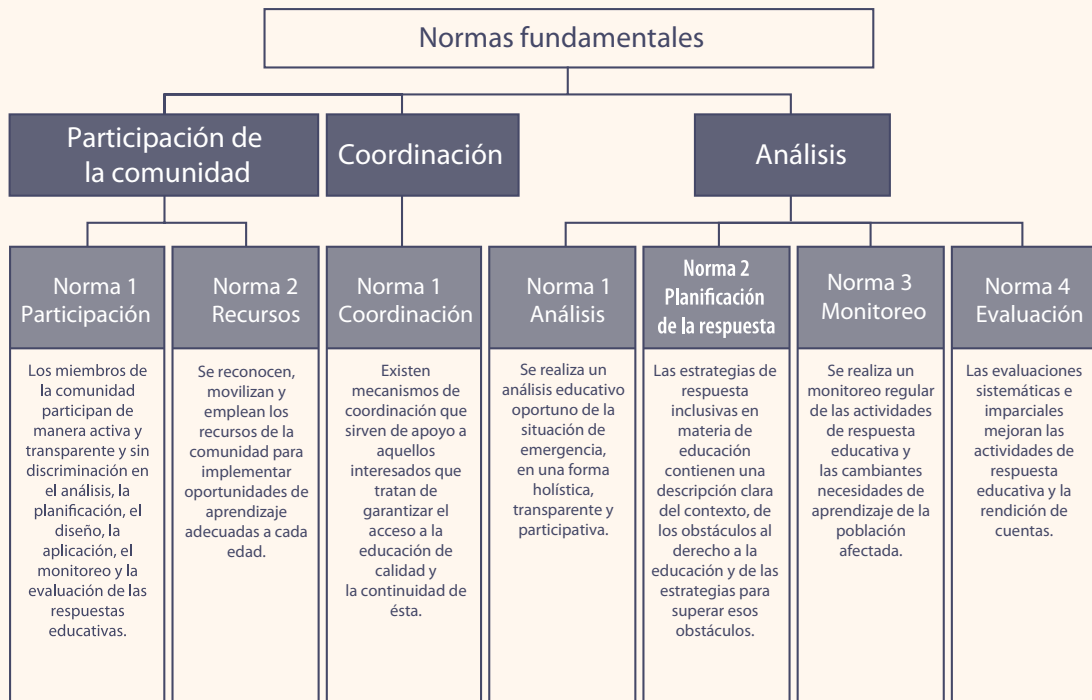 Normas fundamentales
Participación de
la comunidad
Coordinación
Análisis
Norma 1
Participación
Los miembros de
la comunidad
participan de
manera activa y
transparente y sin
discriminación en
el análisis, la
planificación, el
diseño, la
aplicación, el
monitoreo y la
evaluación de las
respuestas
educativas.
Norma 2
Recursos
Se reconocen,
movilizan y
emplean los
recursos de la
comunidad para
implementar
oportunidades de
aprendizaje
adecuadas a cada
edad.
Norma 1
Coordinación
Existen
mecanismos de
coordinación que
sirven de apoyo a
aquellos
interesados que
tratan de
garantizar el
acceso a la
educación de
calidad y
la continuidad de
ésta.
Norma 1
Análisis
Se realiza un
análisis educativo
oportuno de la
situación de
emergencia,
en una forma
holística,
transparente y
participativa.
Norma 2
Planificación
de la respuesta
Las estrategias de
respuesta
inclusivas en
materia de
educación
contienen una
descripción clara
del contexto, de
los obstáculos al
derecho a la
educación y de las
estrategias para
superar esos
obstáculos.
Norma 3
Monitoreo
Se realiza un
monitoreo regular
de las actividades
de respuesta
educativa y
las cambiantes
necesidades de
aprendizaje de la
población
afectada.
Norma 4
Evaluación
Las evaluaciones
sistemáticas e
imparciales
mejoran las
actividades de
respuesta
educativa y la
rendición de
cuentas.